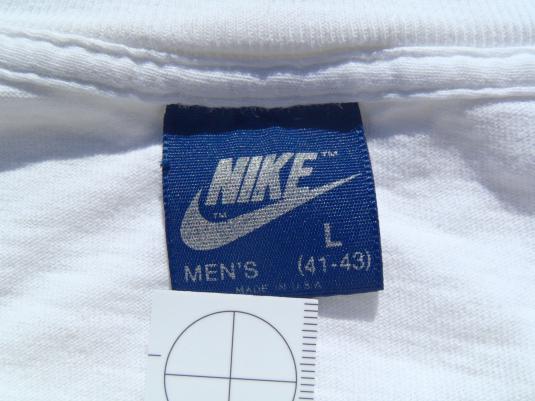 NIKE™
™
L
MEN'S (41-43)
MADE IN U.S.A